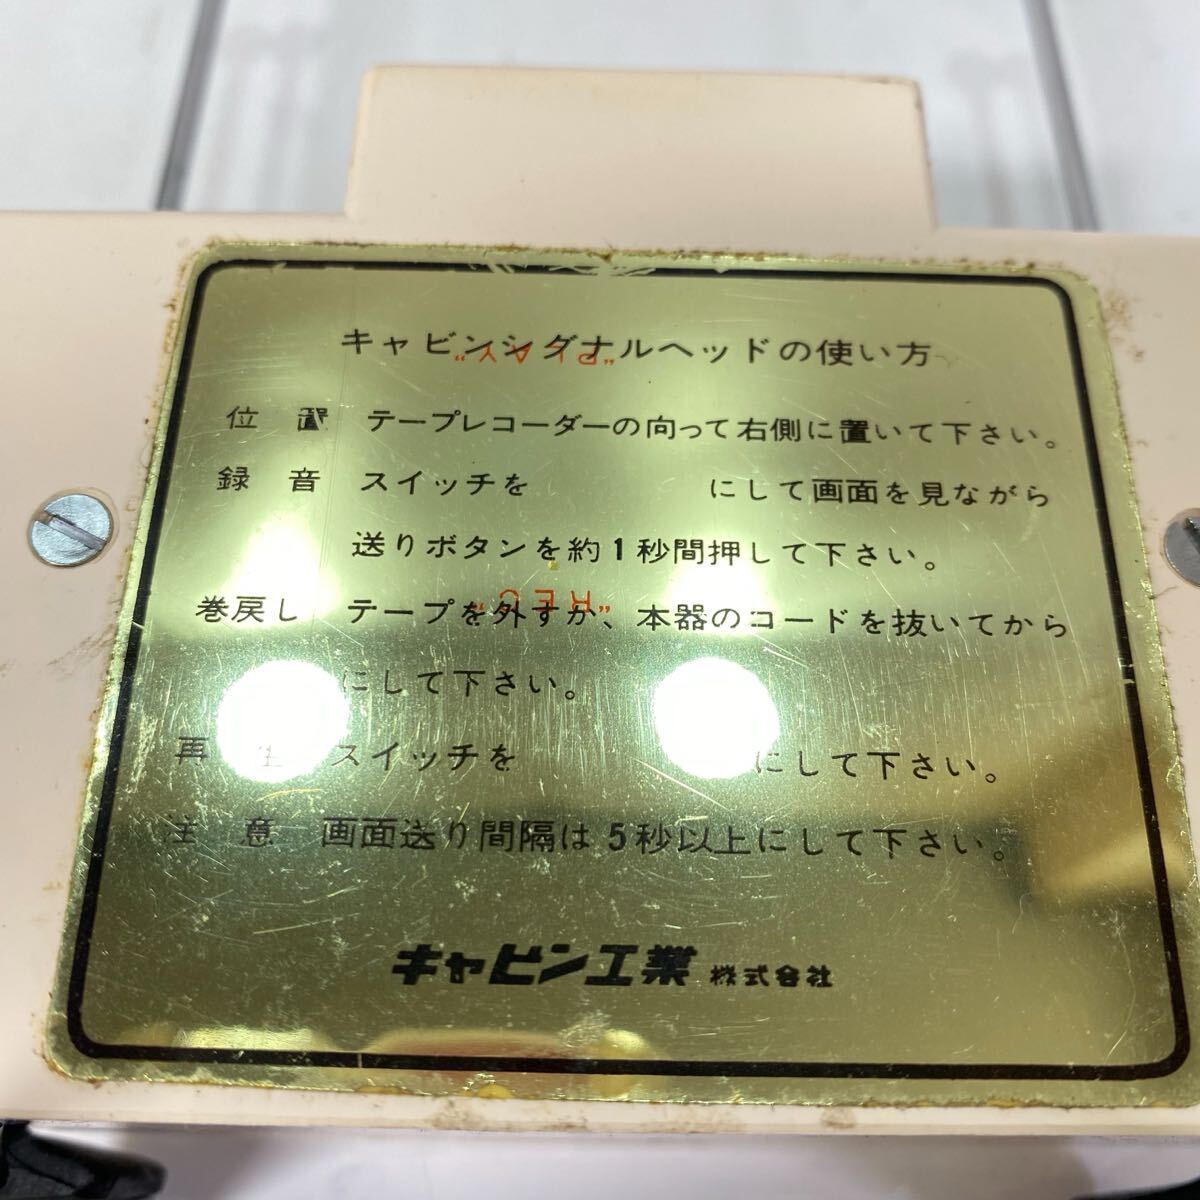 キャビンシグナルヘッドの使い方
"PLAY"
位 置 テープレコーダーの向って右側に置いて下さい。
録 音 スイッチを にして画面を見ながら
送りボタンを約1秒間押して下さい。
"REC"
巻戻し テープを外すか、本器のコードを抜いてから
にして下さい。
再 生 スイッチを にして下さい。
注 意 画面送り間隔は5秒以上にして下さい。
キャビン工業 株式会社